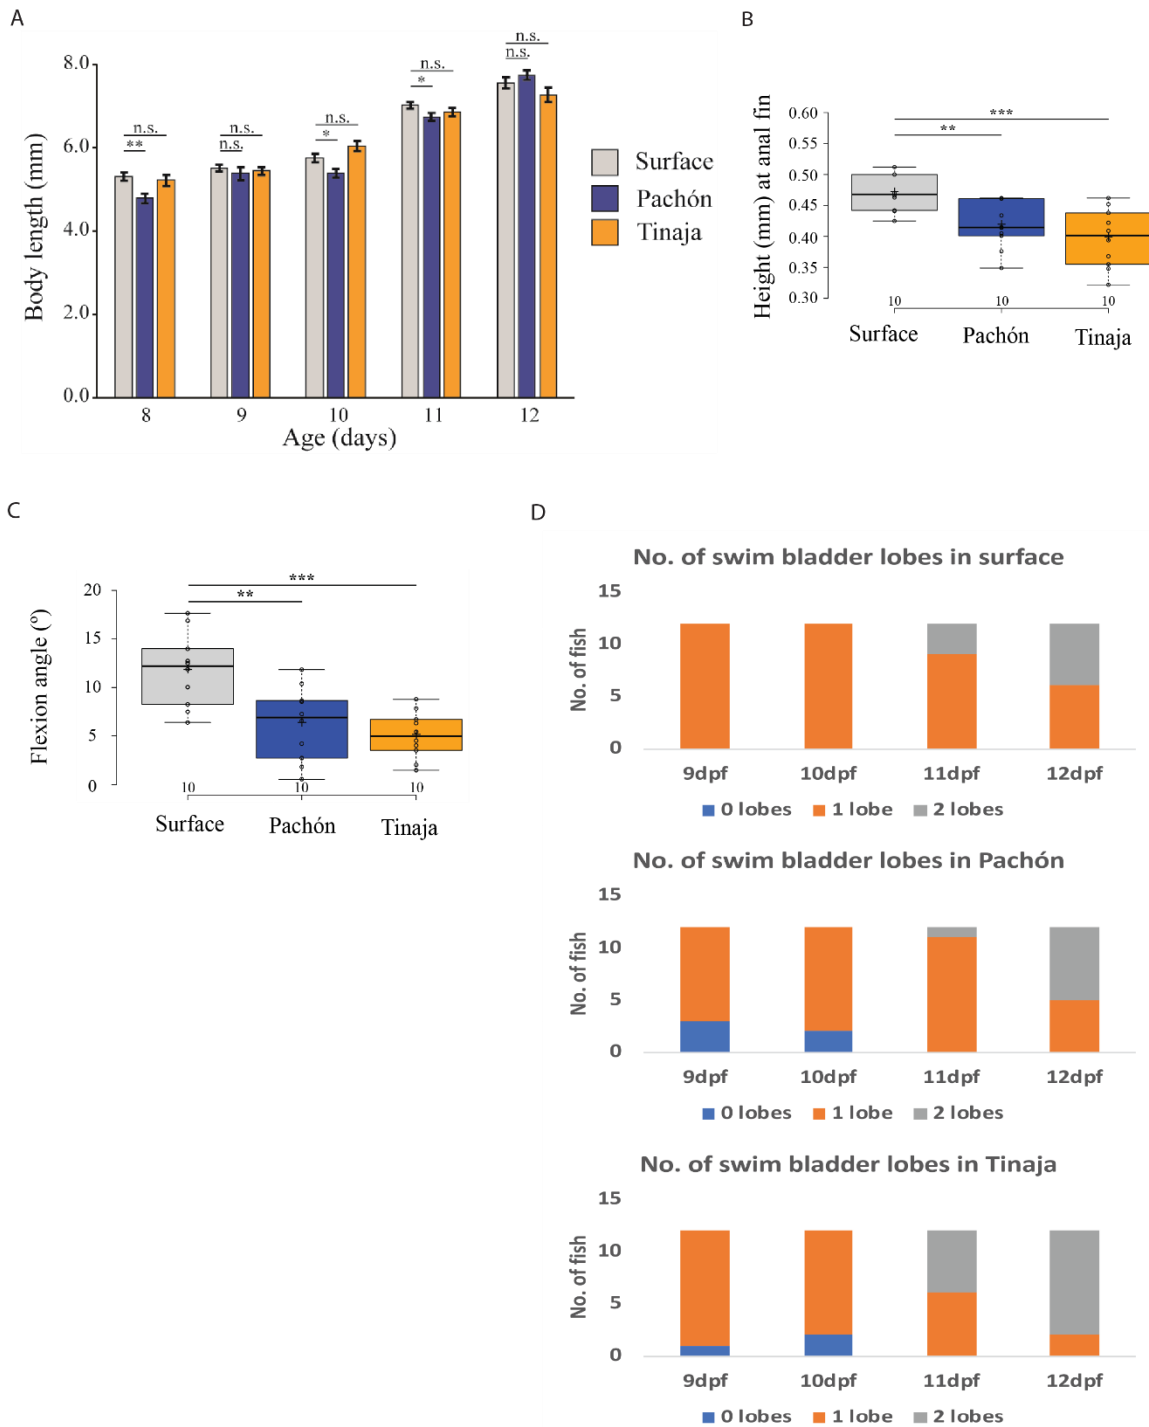 A
n.s.
n.s.
8.0
n.s.
*
n.s.
*
n.s.
n.s.
n.s.
**
6.0
4.0
2.0
0.0
Body length (mm)
8 9 10 11 12
Age (days)
Surface
Pachón
Tinaja
B
Height (mm) at anal fin
0.60
0.55
0.50
0.45
0.40
0.35
0.30
***
**
10 10 10
Surface Pachón Tinaja
C
Flexion angle (º)
20
15
10
5
0
***
**
10 10 10
Surface Pachón Tinaja
D
No. of swim bladder lobes in surface
No. of fish
15
10
5
0
9dpf 10dpf 11dpf 12dpf
0 lobes 1 lobe 2 lobes
No. of swim bladder lobes in Pachón
No. of fish
15
10
5
0
9dpf 10dpf 11dpf 12dpf
0 lobes 1 lobe 2 lobes
No. of swim bladder lobes in Tinaja
No. of fish
15
10
5
0
9dpf 10dpf 11dpf 12dpf
0 lobes 1 lobe 2 lobes